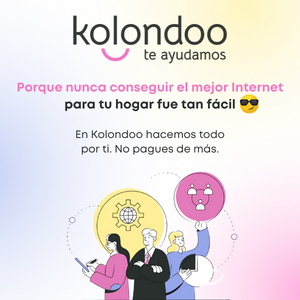 kolondoo
te ayudamos
Porque nunca conseguir el mejor Internet
para tu hogar fue tan fácil 😎
En Kolondoo hacemos todo
por ti. No pagues de más.